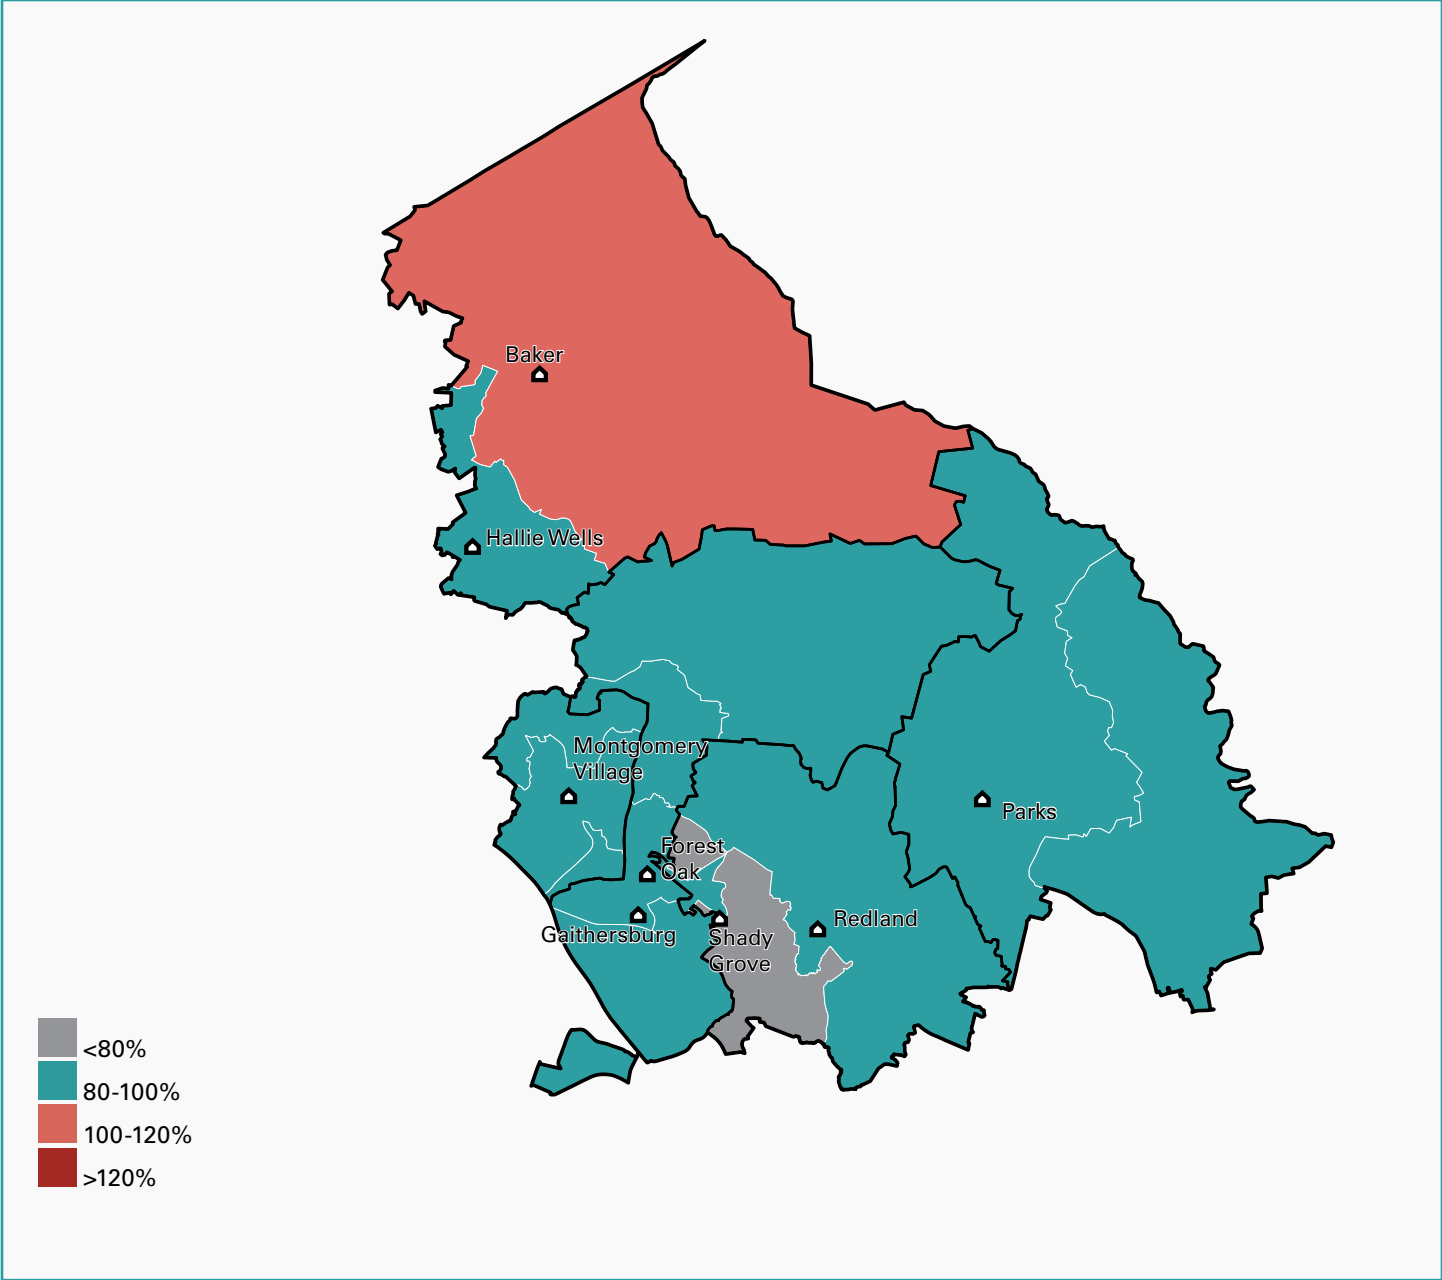 Baker
Hallie Wells
Montgomery
Village
Parks
Forest
Oak
Redland
Gaithersburg
Shady
Grove
<80%
80-100%
100-120%
>120%